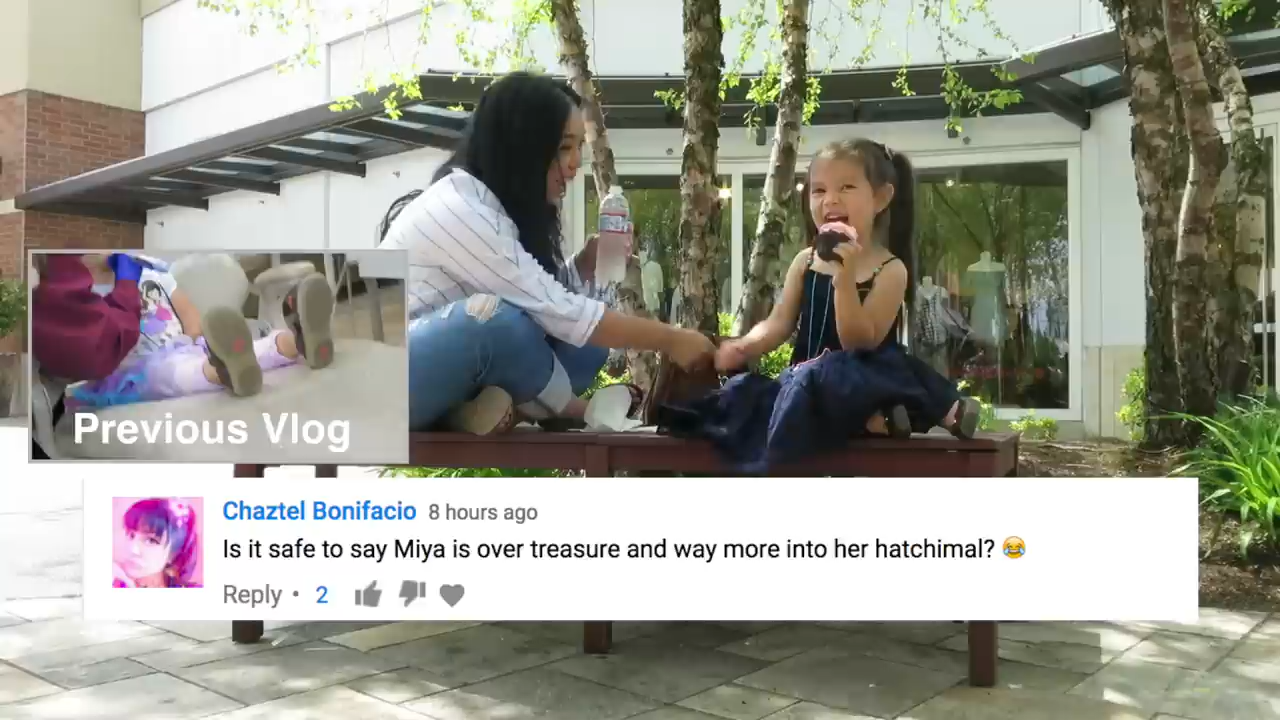 Previous Vlog
Chaztel Bonifacio 8 hours ago
Is it safe to say Miya is over treasure and way more into her hatchimal? 😂
Reply • 2